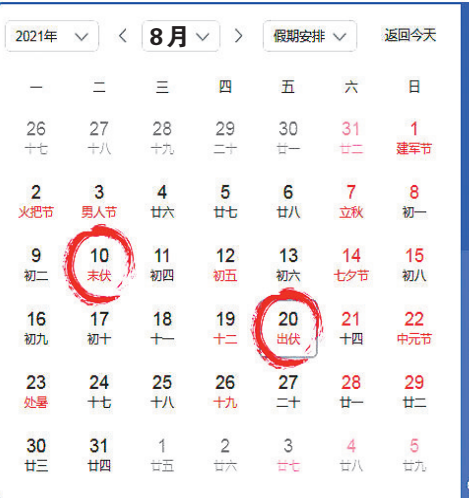 2021年 8月 假期安排 返回今天
一 二 三 四 五 六 日
26 27 28 29 30 31 1
十七 十八 十九 二十 廿一 廿二 建军节
2 3 4 5 6 7 8
火把节 男人节 廿六 廿七 廿八 立秋 初一
9 10 11 12 13 14 15
初二 末伏 初四 初五 初六 七夕节 初八
16 17 18 19 20 21 22
初九 初十 十一 十二 出伏 十四 中元节
23 24 25 26 27 28 29
处暑 十七 十八 十九 二十 廿一 廿二
30 31 1 2 3 4 5
廿三 廿四 廿五 廿六 廿七 廿八 廿九